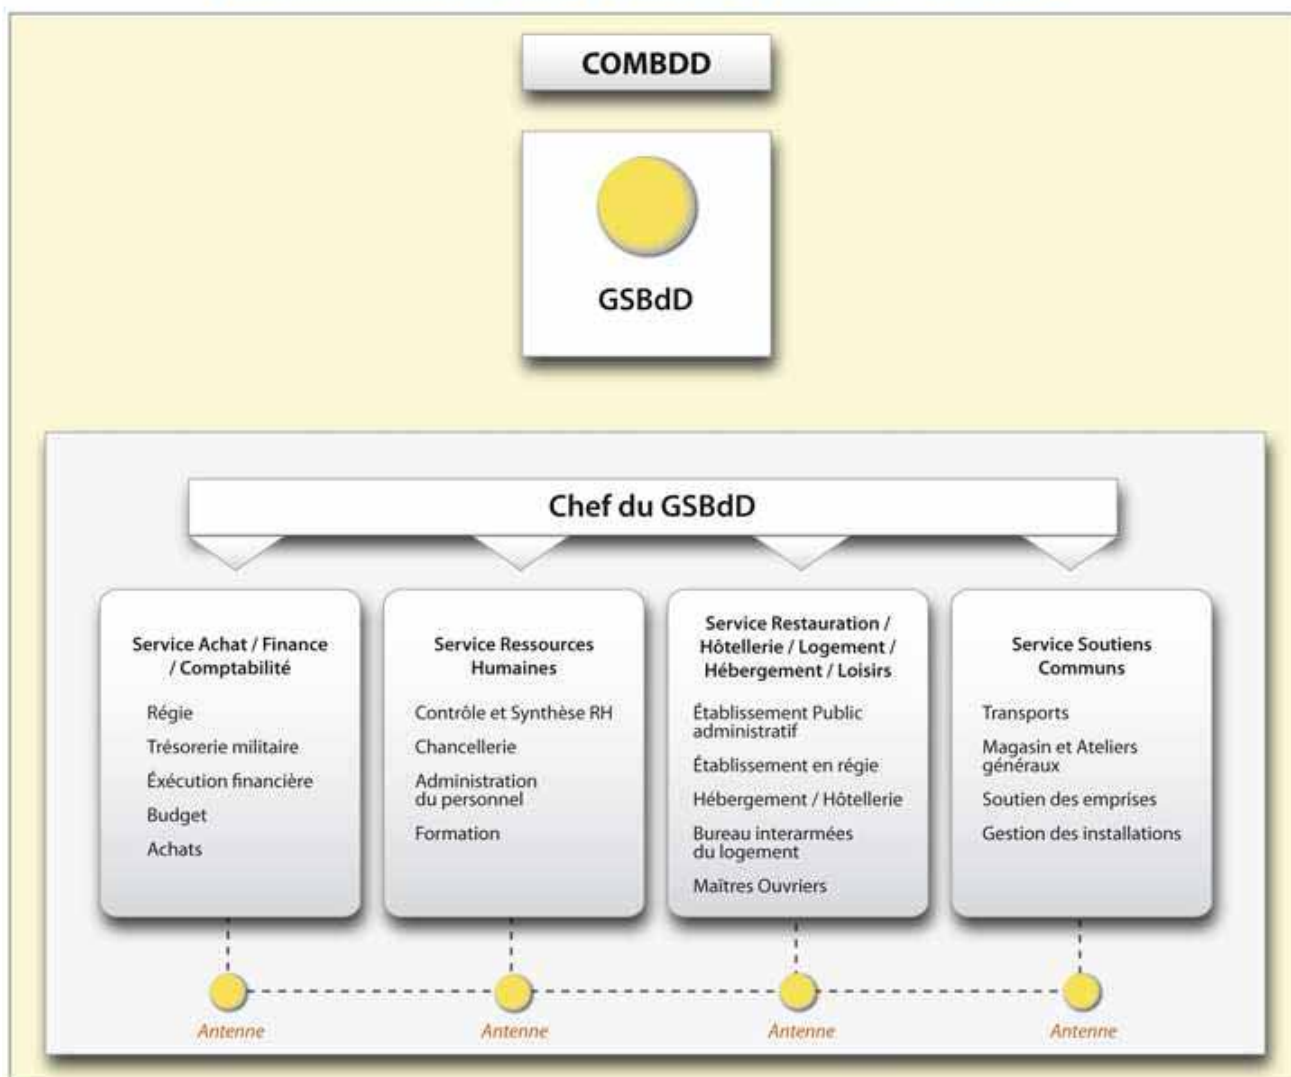 COMBDD
GSBdD
Chef du GSBdD
Service Achat / Finance
/ Comptabilité
Régie
Trésorerie militaire
Éxécution financière
Budget
Achats
Service Ressources
Humaines
Contrôle et Synthèse RH
Chancellerie
Administration
du personnel
Formation
Service Restauration /
Hôtellerie / Logement /
Hébergement / Loisirs
Établissement Public
administratif
Établissement en régie
Hébergement / Hôtellerie
Bureau interarmées
du logement
Maîtres Ouvriers
Service Soutiens
Communs
Transports
Magasin et Ateliers
généraux
Soutien des emprises
Gestion des installations
Antenne
Antenne
Antenne
Antenne